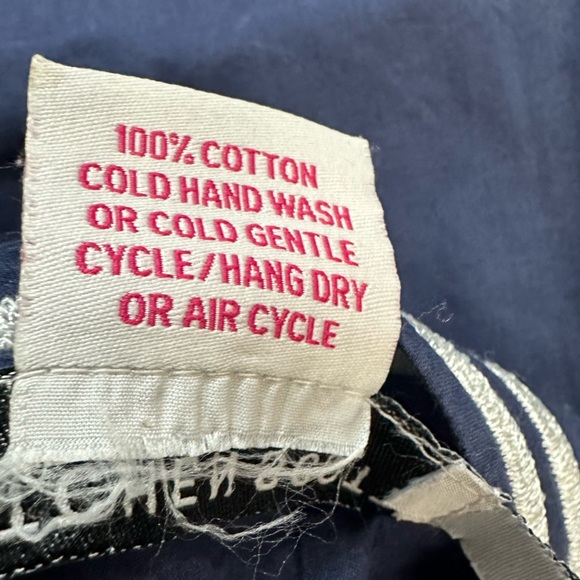 100% COTTON
COLD HAND WASH
OR COLD GENTLE
CYCLE/HANG DRY
OR AIR CYCLE